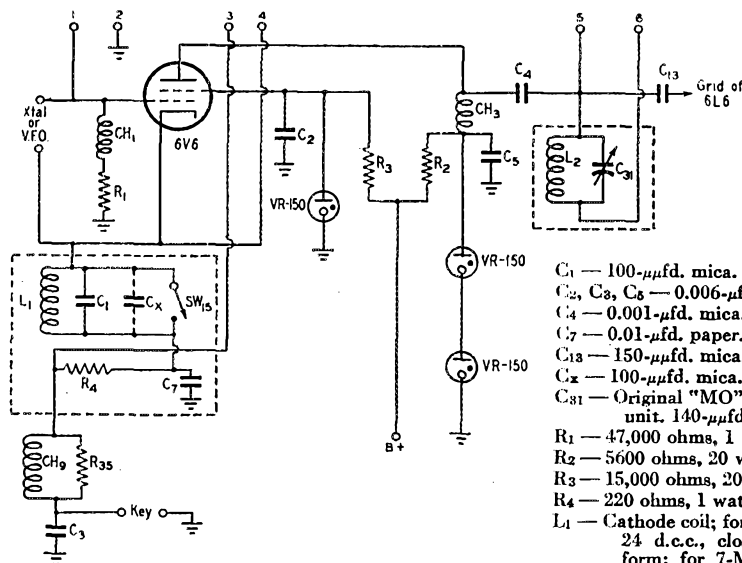 1 2 3 4 5 6
Xtal or V.F.O.
CH1
R1
6V6
C2
VR-150
R3
R2
CH3
C4
C5
C13
Grid of 6L6
L2
C31
VR-150
VR-150
B+
L1
C1
Cx
SW15
R4
C7
CH9
R35
C3
Key
C1 — 100-μμfd. mica.
C2, C3, C5 — 0.006-μf
C4 — 0.001-μfd. mica.
C7 — 0.01-μfd. paper.
C13 — 150-μμfd. mica
Cx — 100-μμfd. mica.
C31 — Original "MO"
unit. 140-μμfd
R1 — 47,000 ohms, 1
R2 — 5600 ohms, 20 w
R3 — 15,000 ohms, 20
R4 — 220 ohms, 1 wat
L1 — Cathode coil; for
24 d.c.c., clo
form; for 7-M